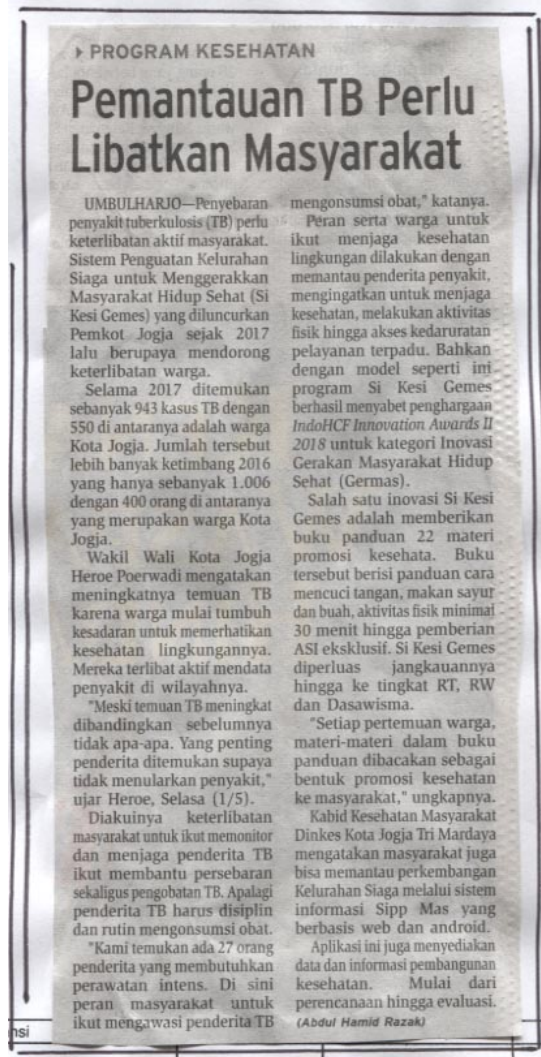 PROGRAM KESEHATAN
Pemantauan TB Perlu
Libatkan Masyarakat
UMBULHARJO—Penyebaran
penyakit tuberkulosis (TB) perlu
keterlibatan aktif masyarakat.
Sistem Penguatan Kelurahan
Siaga untuk Menggerakkan
Masyarakat Hidup Sehat (Si
Kesi Gemes) yang diluncurkan
Pemkot Jogja sejak 2017
lalu berupaya mendorong
keterlibatan warga.
Selama 2017 ditemukan
sebanyak 943 kasus TB dengan
550 di antaranya adalah warga
Kota Jogja. Jumlah tersebut
lebih banyak ketimbang 2016
yang hanya sebanyak 1.006
dengan 400 orang di antaranya
yang merupakan warga Kota
Jogja.
Wakil Wali Kota Jogja
Heroe Poerwadi mengatakan
meningkatnya temuan TB
karena warga mulai tumbuh
kesadaran untuk memerhatikan
kesehatan lingkungannya.
Mereka terlibat aktif mendata
penyakit di wilayahnya.
"Meski temuan TB meningkat
dibandingkan sebelumnya
tidak apa-apa. Yang penting
penderita ditemukan supaya
tidak menularkan penyakit,"
ujar Heroe, Selasa (1/5).
Diakuinya keterlibatan
masyarakat untuk ikut memonitor
dan menjaga penderita TB
ikut membantu persebaran
sekaligus pengobatan TB. Apalagi
penderita TB harus disiplin
dan rutin mengonsumsi obat.
"Kami temukan ada 27 orang
penderita yang membutuhkan
perawatan intens. Di sini
peran masyarakat untuk
ikut mengawasi penderita TB
mengonsumsi obat," katanya.
Peran serta warga untuk
ikut menjaga kesehatan
lingkungan dilakukan dengan
memantau penderita penyakit,
mengingatkan untuk menjaga
kesehatan, melakukan aktivitas
fisik hingga akses kedaruratan
pelayanan terpadu. Bahkan
dengan model seperti ini
program Si Kesi Gemes
berhasil menyabet penghargaan
IndoHCF Innovation Awards II
2018 untuk kategori Inovasi
Gerakan Masyarakat Hidup
Sehat (Germas).
Salah satu inovasi Si Kesi
Gemes adalah memberikan
buku panduan 22 materi
promosi kesehata. Buku
tersebut berisi panduan cara
mencuci tangan, makan sayur
dan buah, aktivitas fisik minimal
30 menit hingga pemberian
ASI eksklusif. Si Kesi Gemes
diperluas jangkauannya
hingga ke tingkat RT, RW
dan Dasawisma.
"Setiap pertemuan warga,
materi-materi dalam buku
panduan dibacakan sebagai
bentuk promosi kesehatan
ke masyarakat," ungkapnya.
Kabid Kesehatan Masyarakat
Dinkes Kota Jogja Tri Mardaya
mengatakan masyarakat juga
bisa memantau perkembangan
Kelurahan Siaga melalui sistem
informasi Sipp Mas yang
berbasis web dan android.
Aplikasi ini juga menyediakan
data dan informasi pembangunan
kesehatan. Mulai dari
perencanaan hingga evaluasi.
(Abdul Hamid Razak)
nsi